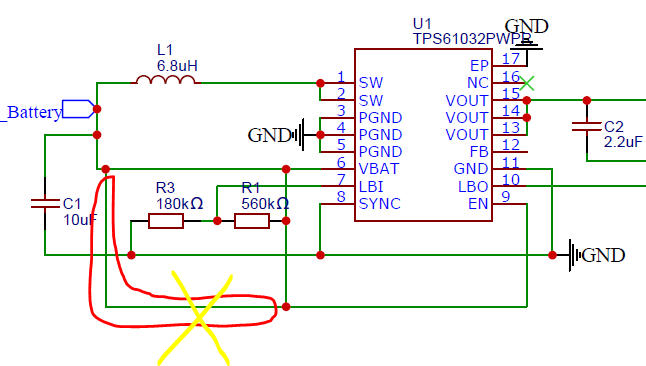 U1
GND
TPS61032PWPR
L1
6.8uH
EP 17
NC 16
1 SW
VOUT 15
_Battery
2 SW
VOUT 14
3 PGND
VOUT 13
C2
2.2uF
GND
4 PGND
FB 12
5 PGND
GND 11
6 VBAT
LBO 10
7 LBI
EN 9
8 SYNC
C1
10uF
R3
180kΩ
R1
560kΩ
GND